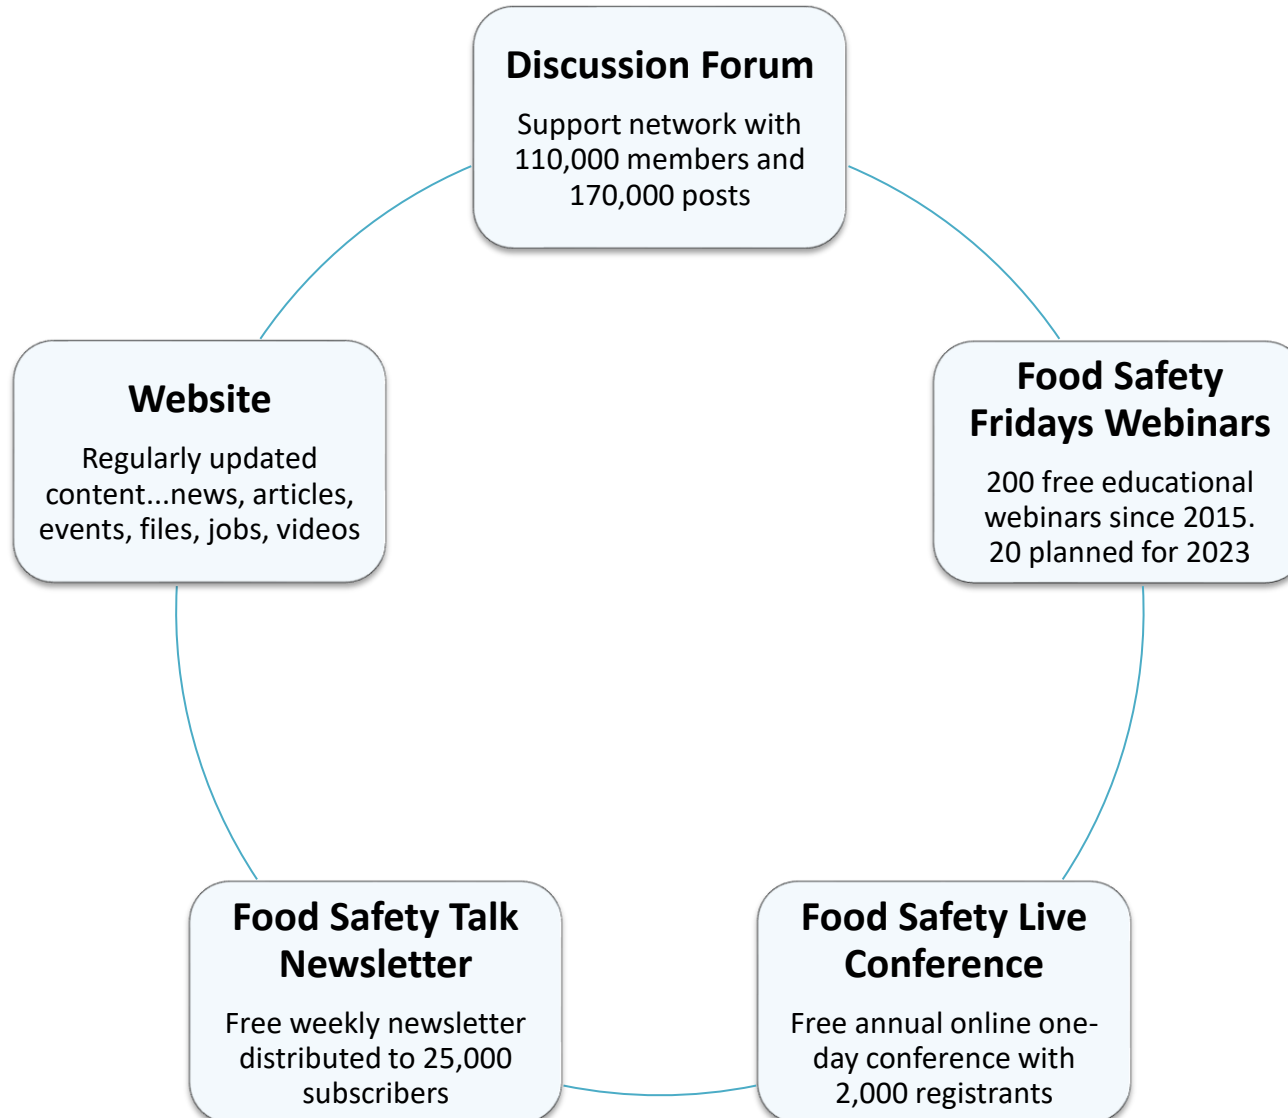 Discussion Forum
Support network with
110,000 members and
170,000 posts
Food Safety
Fridays Webinars
200 free educational
webinars since 2015.
20 planned for 2023
Food Safety Live
Conference
Free annual online one-
day conference with
2,000 registrants
Food Safety Talk
Newsletter
Free weekly newsletter
distributed to 25,000
subscribers
Website
Regularly updated
content...news, articles,
events, files, jobs, videos